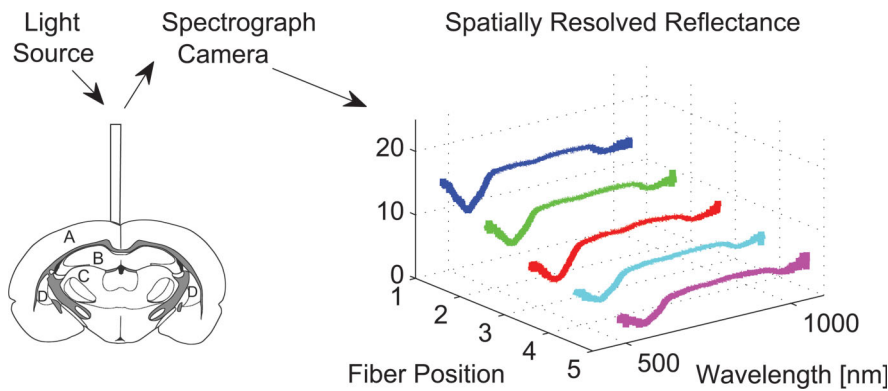 Light
Source
Spectrograph
Camera
Spatially Resolved Reflectance
A
B
C
D
D
20
10
0
1
2
3
4
5
500
1000
Fiber Position
Wavelength [nm]